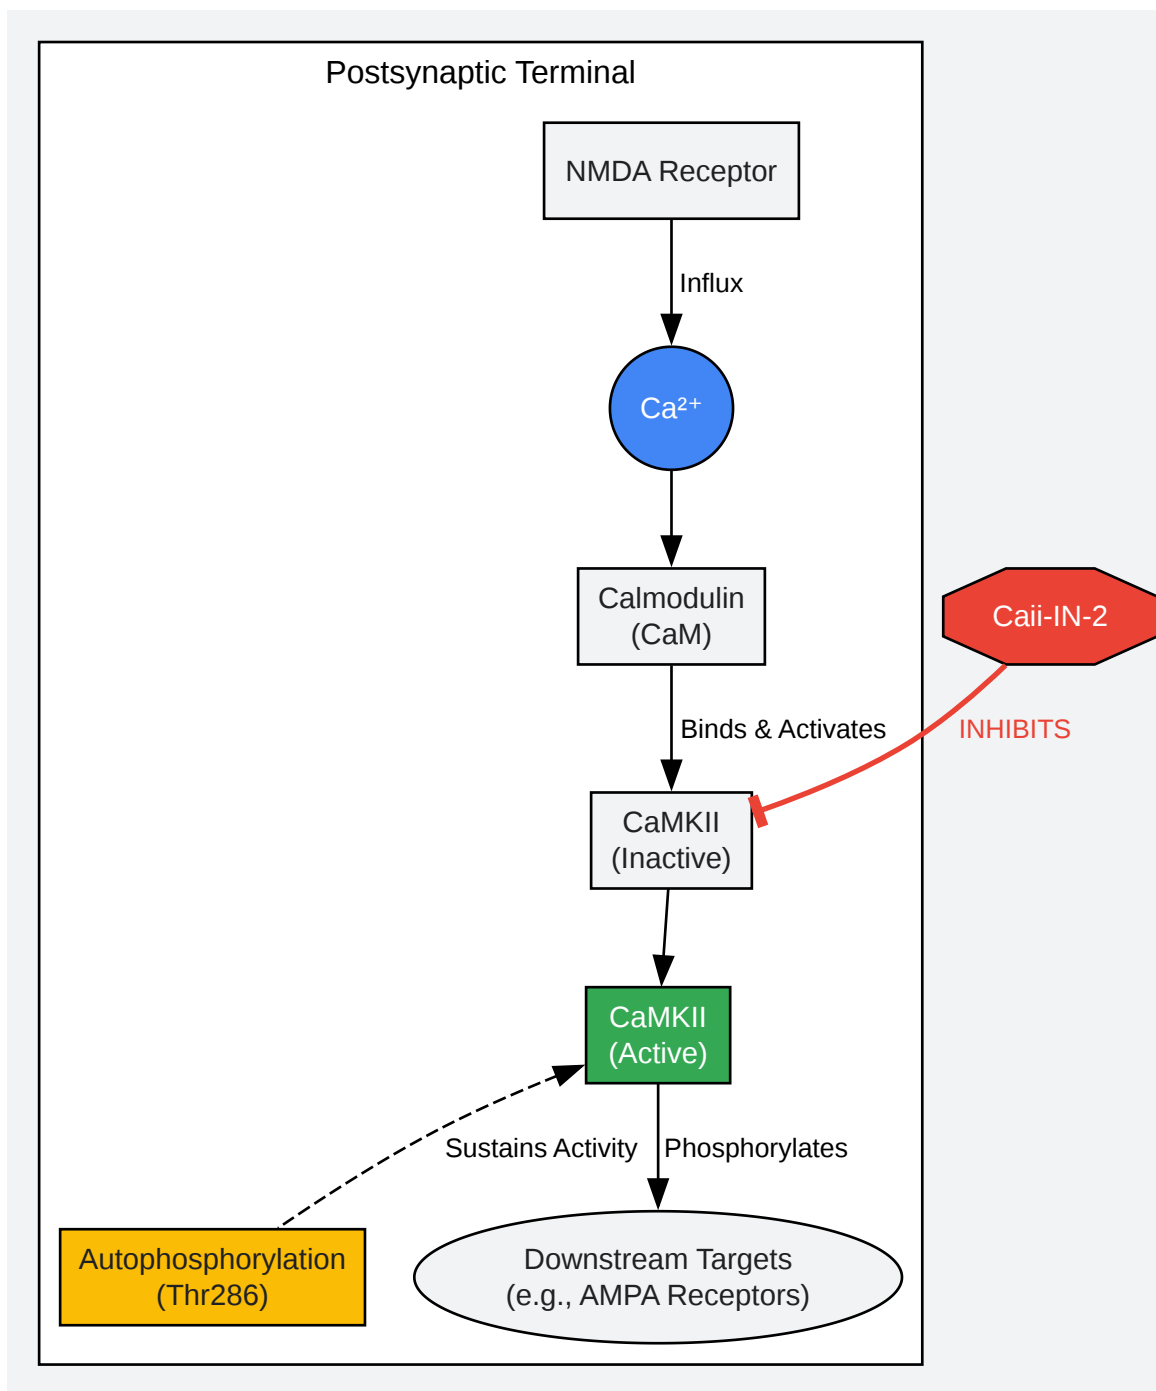 Postsynaptic Terminal
NMDA Receptor
Influx
Ca²⁺
Calmodulin
(CaM)
Caii-IN-2
Binds & Activates
INHIBITS
CaMKII
(Inactive)
CaMKII
(Active)
Sustains Activity
Phosphorylates
Autophosphorylation
(Thr286)
Downstream Targets
(e.g., AMPA Receptors)